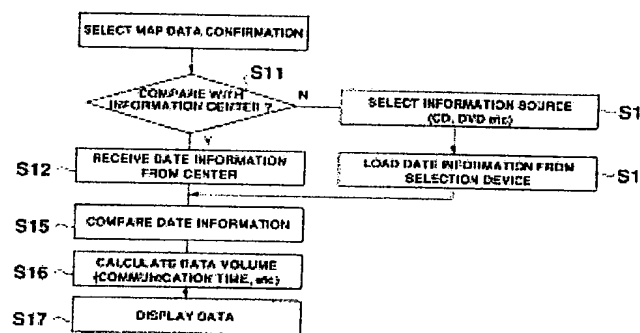 SELECT MAP DATA CONFIRMATION
S11
COMPARE WITH
INFORMATION CENTER ?
N
Y
SELECT INFORMATION SOURCE
(CD, DVD etc)
S1
S12
RECEIVE DATE INFORMATION
FROM CENTER
LOAD DATE INFORMATION FROM
SELECTION DEVICE
S1
S15
COMPARE DATE INFORMATION
S16
CALCULATE DATA VOLUME
(COMMUNICATION TIME, etc)
S17
DISPLAY DATA